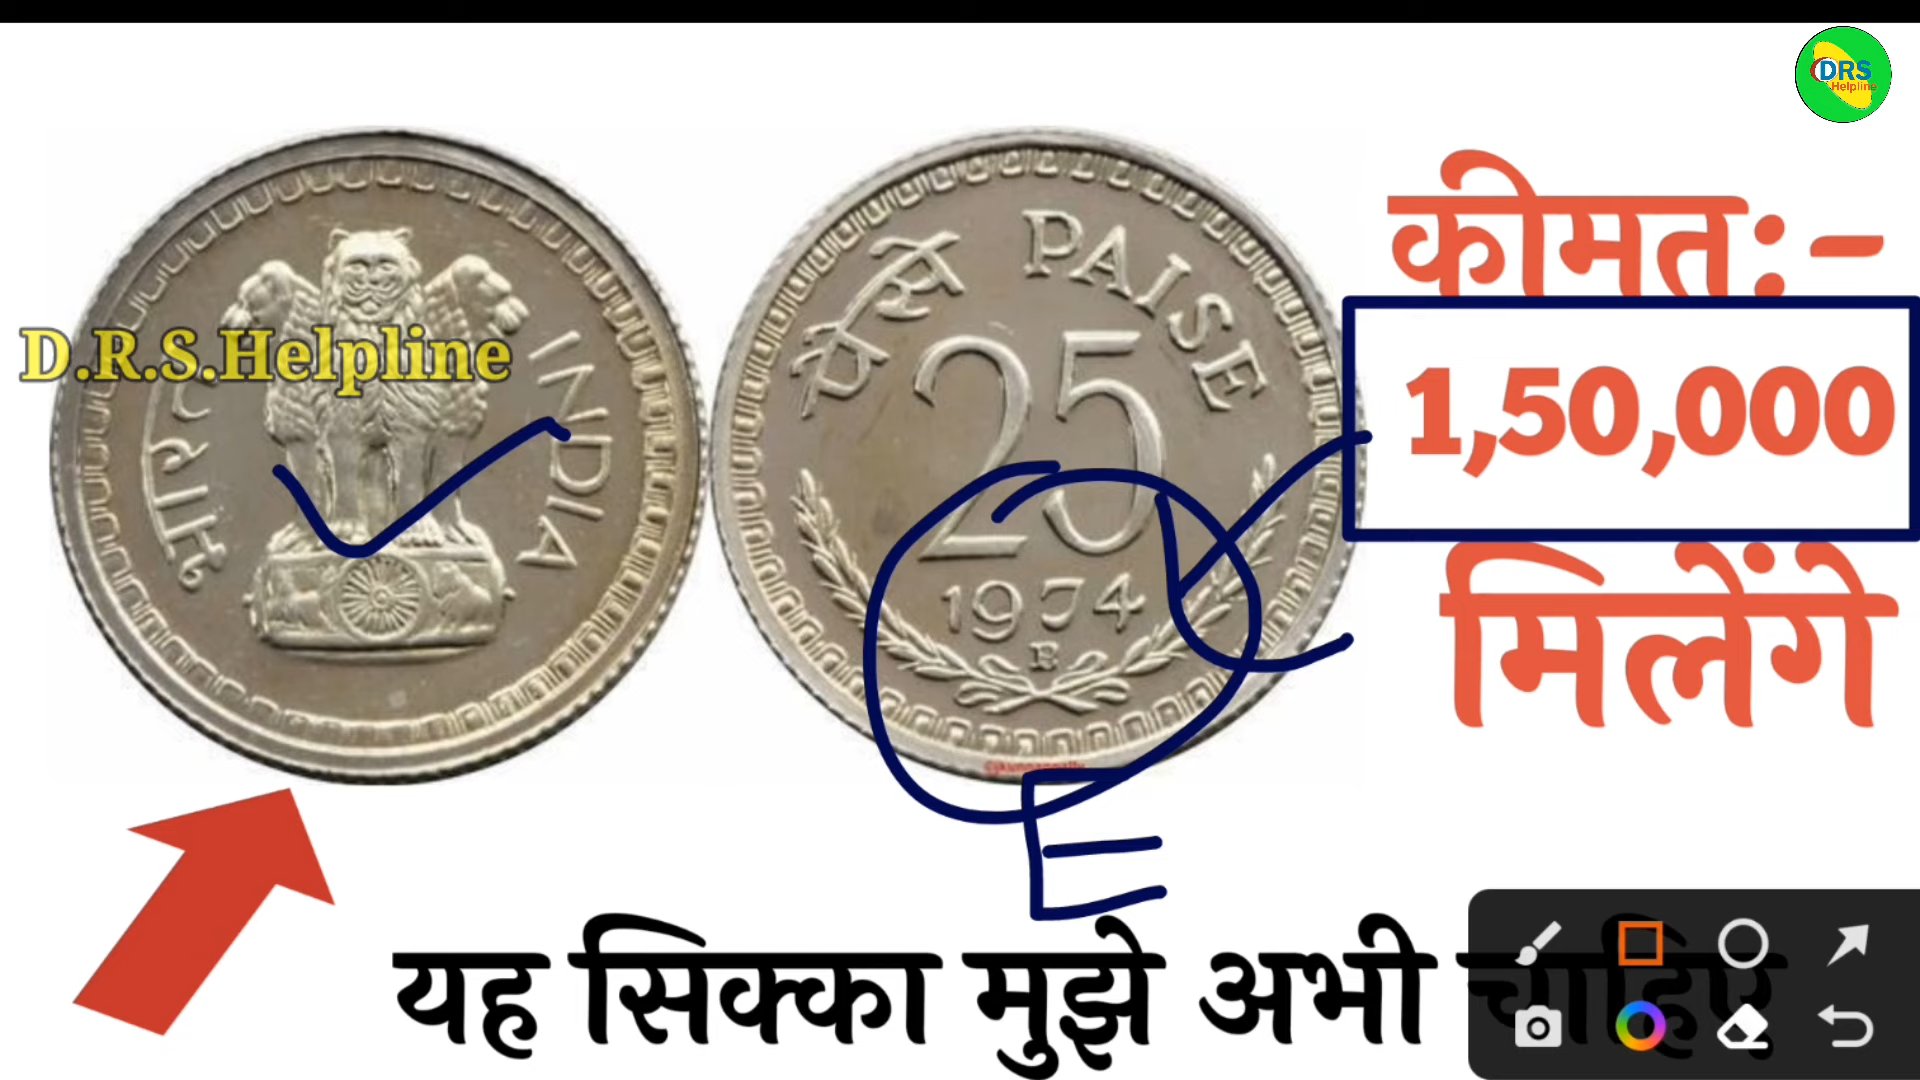 DRS
Helpline
कीमत:-
1,50,000
मिलेंगे
D.R.S.Helpline
भारत
INDIA
पैसे PAISE
25
1974
B
E
यह सिक्का मुझे अभी चाहिए